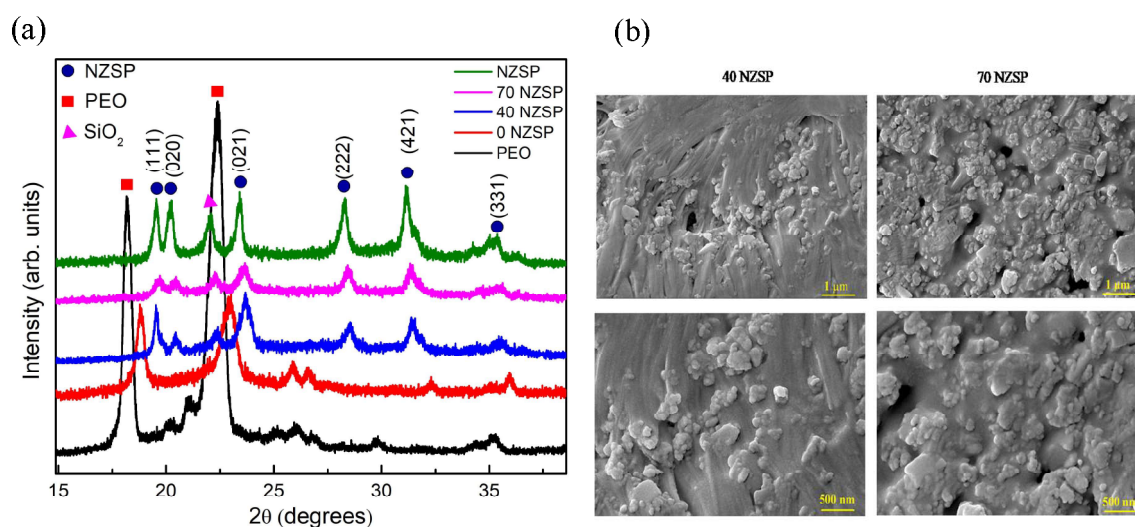 (a)
NZSP
PEO
SiO₂
NZSP
70 NZSP
40 NZSP
0 NZSP
PEO
(111)
(020)
(021)
(222)
(421)
(331)
Intensity (arb. units)
15
20
25
30
35
2θ (degrees)
(b)
40 NZSP
70 NZSP
1 µm
1 µm
500 nm
500 nm